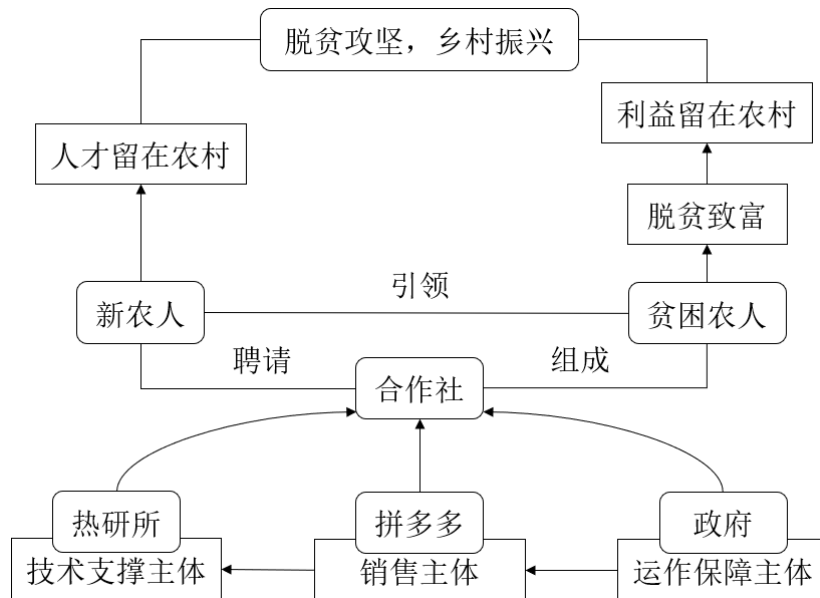 脱贫攻坚，乡村振兴
利益留在农村
人才留在农村
脱贫致富
引领
新农人
贫困农人
聘请
组成
合作社
热研所
拼多多
政府
技术支撑主体
销售主体
运作保障主体